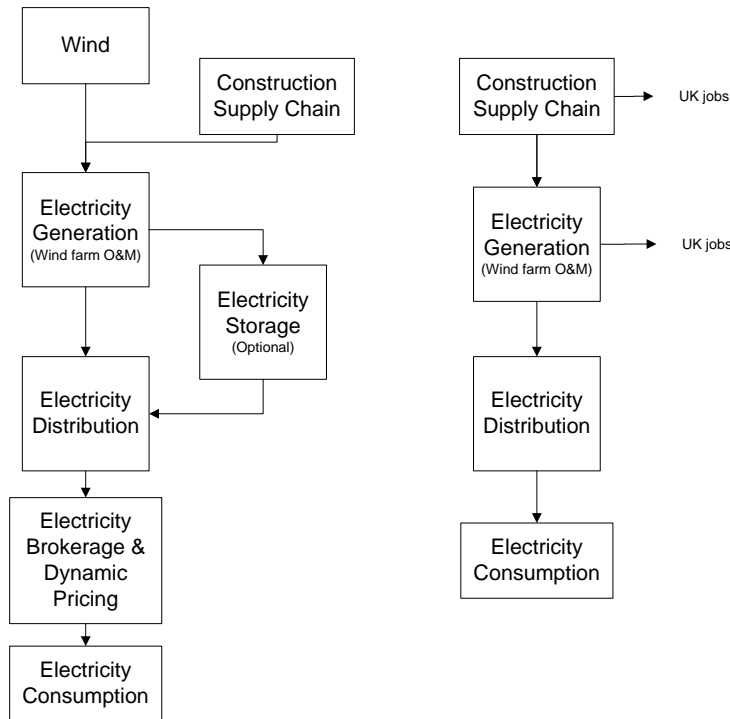 Wind
Construction
Supply Chain
Electricity
Generation
(Wind farm O&M)
Electricity
Storage
(Optional)
Electricity
Distribution
Electricity
Brokerage &
Dynamic
Pricing
Electricity
Consumption
Construction
Supply Chain
UK jobs
Electricity
Generation
(Wind farm O&M)
UK jobs
Electricity
Distribution
Electricity
Consumption